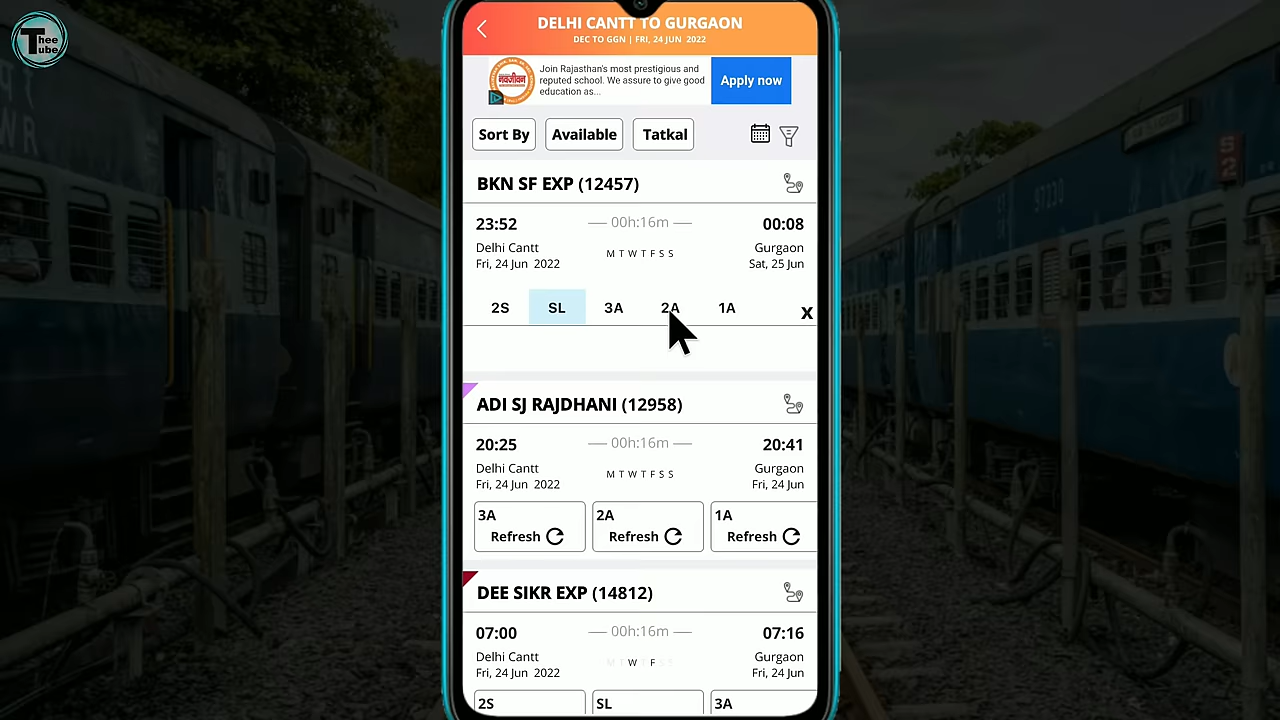 Thee
Tube
DELHI CANTT TO GURGAON
DEC TO GGN | FRI, 24 JUN 2022
नवजीवन
Join Rajasthan's most prestigious and
reputed school. We assure to give good
education as...
Apply now
Sort By
Available
Tatkal
BKN SF EXP (12457)
23:52
00h:16m
00:08
Delhi Cantt
M T W T F S S
Gurgaon
Fri, 24 Jun 2022
Sat, 25 Jun
2S
SL
3A
2A
1A
X
ADI SJ RAJDHANI (12958)
20:25
00h:16m
20:41
Delhi Cantt
M T W T F S S
Gurgaon
Fri, 24 Jun 2022
Fri, 24 Jun
3A
Refresh
2A
Refresh
1A
Refresh
DEE SIKR EXP (14812)
07:00
00h:16m
07:16
Delhi Cantt
M T W T F S S
Gurgaon
Fri, 24 Jun 2022
Fri, 24 Jun
2S
SL
3A
97230
S
2
WR